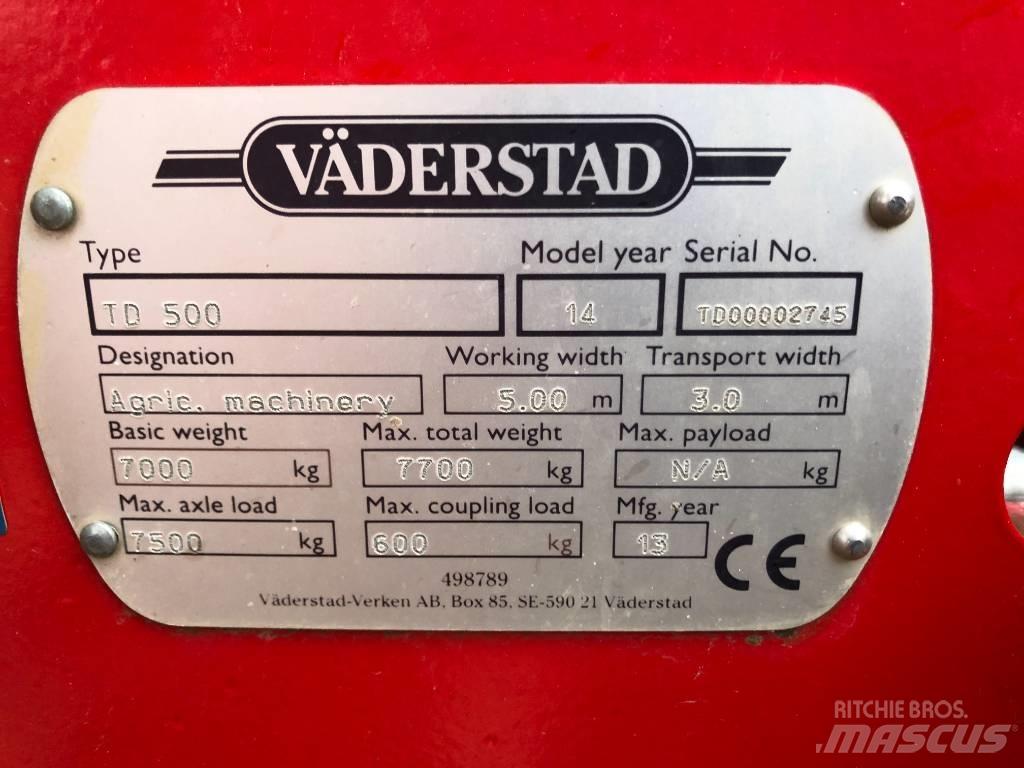 VÄDERSTAD
Type Model year Serial No.
TD 500 14 TD00002745
Designation Working width Transport width
Agric. machinery 5.00 m 3.0 m
Basic weight Max. total weight Max. payload
7000 kg 7700 kg N/A kg
Max. axle load Max. coupling load Mfg. year
7500 kg 600 kg 13 CE
498789
Väderstad-Verken AB, Box 85, SE-590 21 Väderstad
RITCHIE BROS.
MASCUS